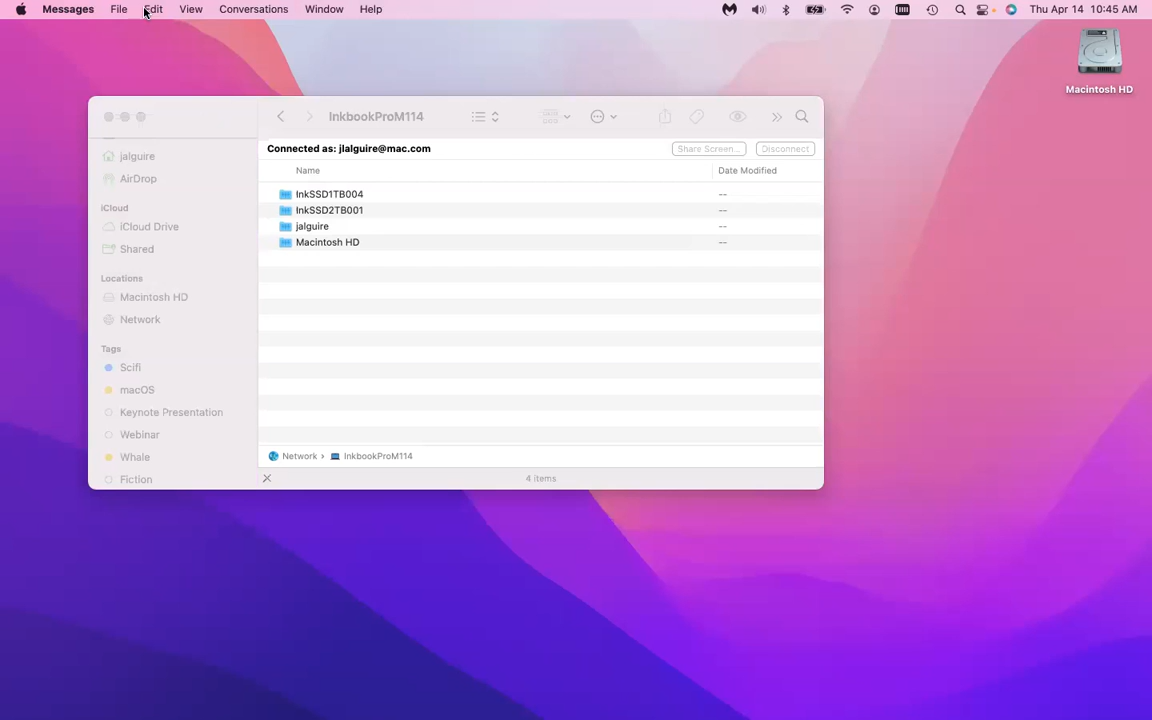 Messages File Edit View Conversations Window Help Thu Apr 14 10:45 AM
Macintosh HD
InkbookProM114
Connected as: jlalguire@mac.com Share Screen... Disconnect
Name Date Modified
jalguire
AirDrop
iCloud
iCloud Drive
Shared
Locations
Macintosh HD
Network
Tags
Scifi
macOS
Keynote Presentation
Webinar
Whale
Fiction
InkSSD1TB004 --
InkSSD2TB001 --
jalguire --
Macintosh HD --
Network › InkbookProM114
4 items